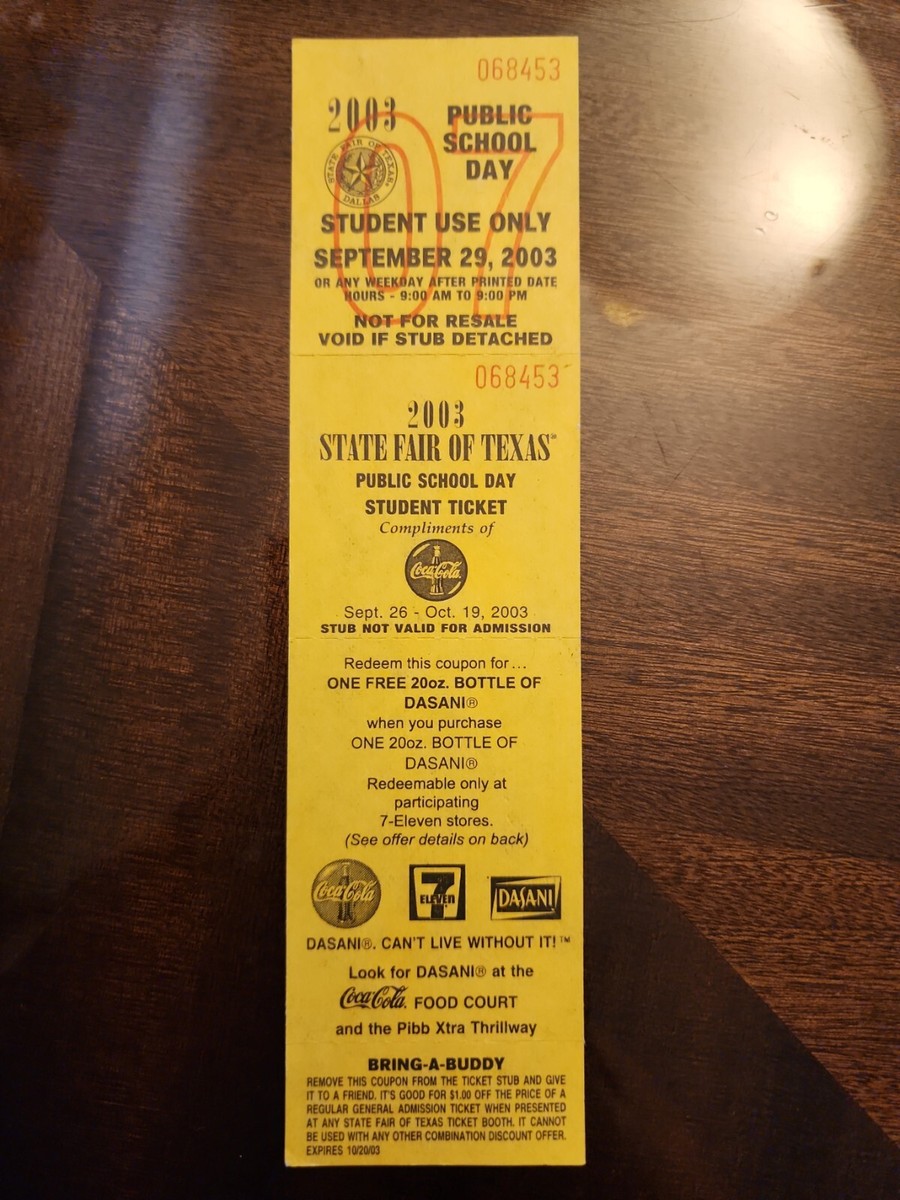 068453
2003
PUBLIC
SCHOOL
DAY
07
STATE FAIR OF TEXAS
DALLAS
STUDENT USE ONLY
SEPTEMBER 29, 2003
OR ANY WEEKDAY AFTER PRINTED DATE
HOURS - 9:00 AM TO 9:00 PM
NOT FOR RESALE
VOID IF STUB DETACHED
068453
2003
STATE FAIR OF TEXAS
PUBLIC SCHOOL DAY
STUDENT TICKET
Compliments of
Coca-Cola
Sept. 26 - Oct. 19, 2003
STUB NOT VALID FOR ADMISSION
Redeem this coupon for...
ONE FREE 20oz. BOTTLE OF
DASANI®
when you purchase
ONE 20oz. BOTTLE OF
DASANI®
Redeemable only at
participating
7-Eleven stores.
(See offer details on back)
Coca-Cola
7
ELEVEN
DASANI
DASANI®. CAN'T LIVE WITHOUT IT!™
Look for DASANI® at the
Coca-Cola. FOOD COURT
and the Pibb Xtra Thrillway
BRING-A-BUDDY
REMOVE THIS COUPON FROM THE TICKET STUB AND GIVE
IT TO A FRIEND. IT'S GOOD FOR $1.00 OFF THE PRICE OF A
REGULAR GENERAL ADMISSION TICKET WHEN PRESENTED
AT ANY STATE FAIR OF TEXAS TICKET BOOTH. IT CANNOT
BE USED WITH ANY OTHER COMBINATION DISCOUNT OFFER.
EXPIRES 10/20/03